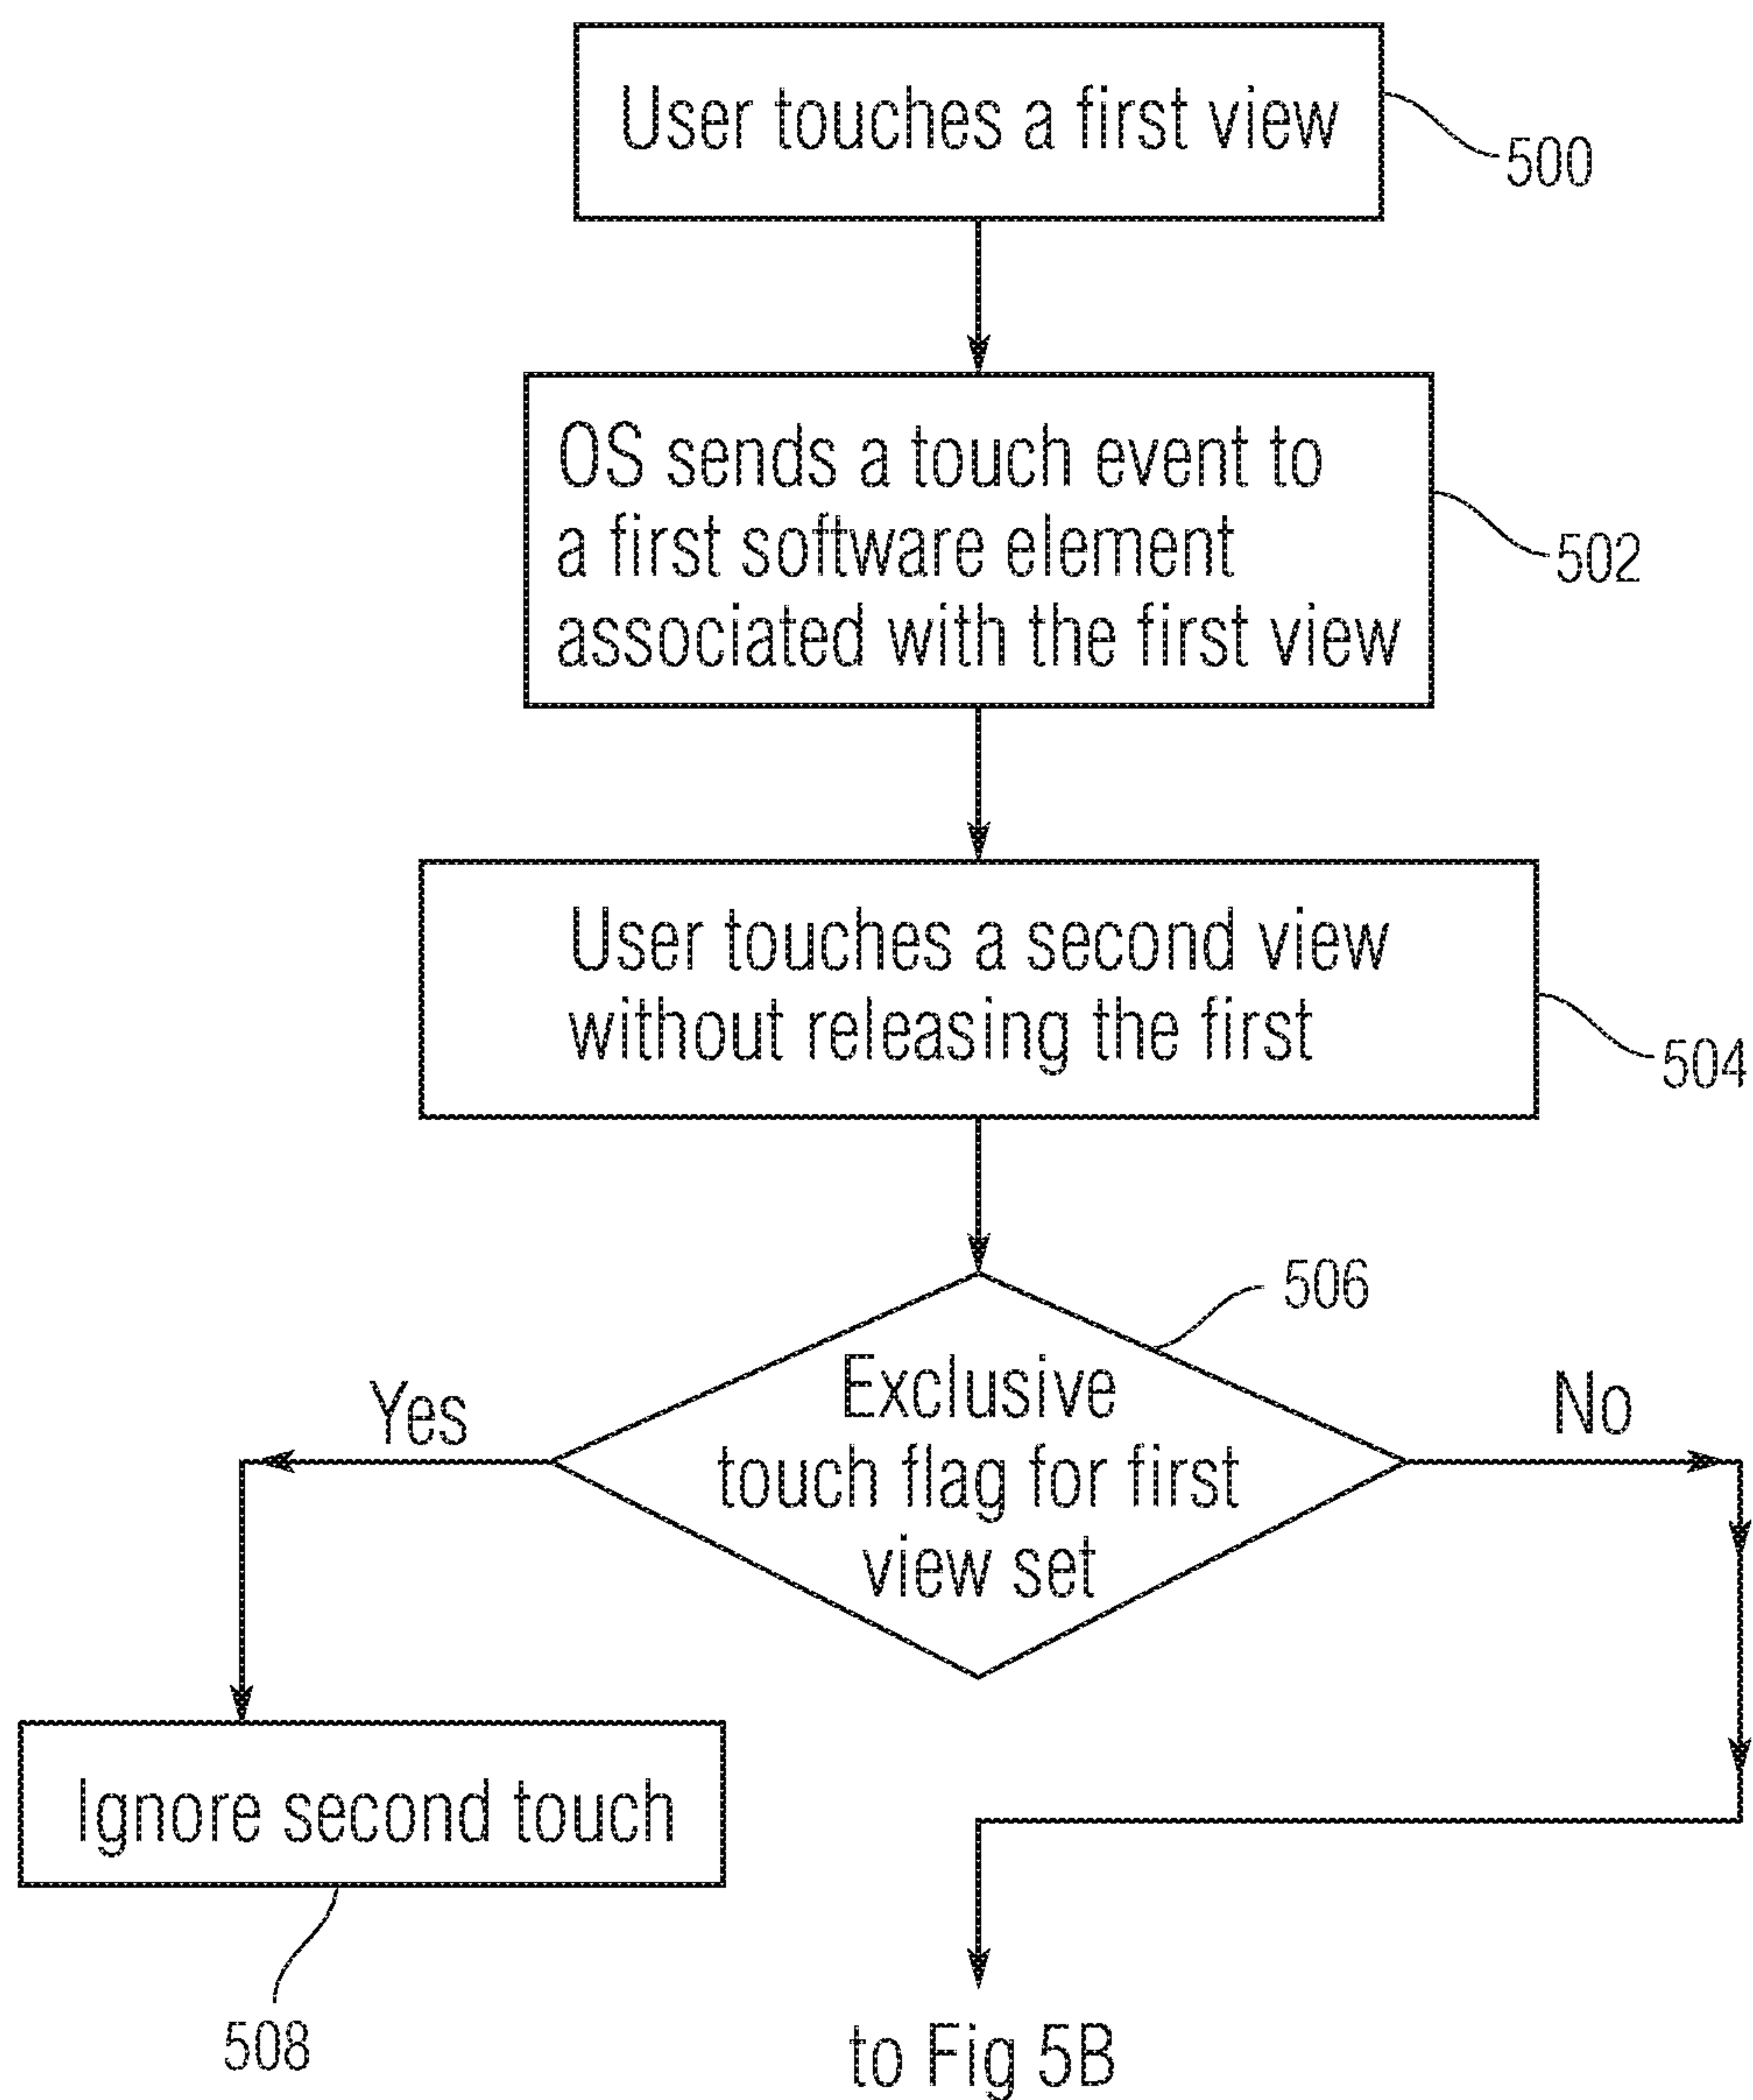 User touches a first view
500
OS sends a touch event to
a first software element
associated with the first view
502
User touches a second view
without releasing the first
504
506
Exclusive
touch flag for first
view set
Yes
No
Ignore second touch
508
to Fig 5B